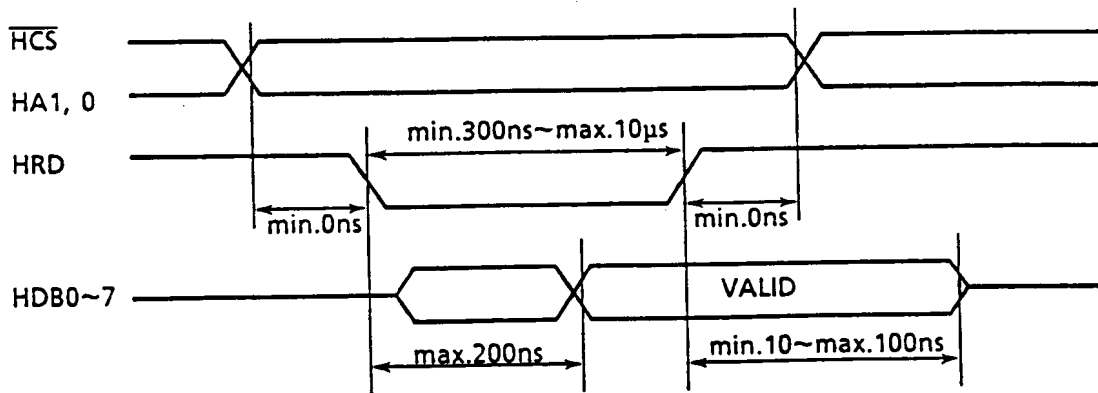 HCS
HA1, 0
min.300ns~max.10μs
HRD
min.0ns
min.0ns
HDB0~7
VALID
max.200ns
min.10~max.100ns